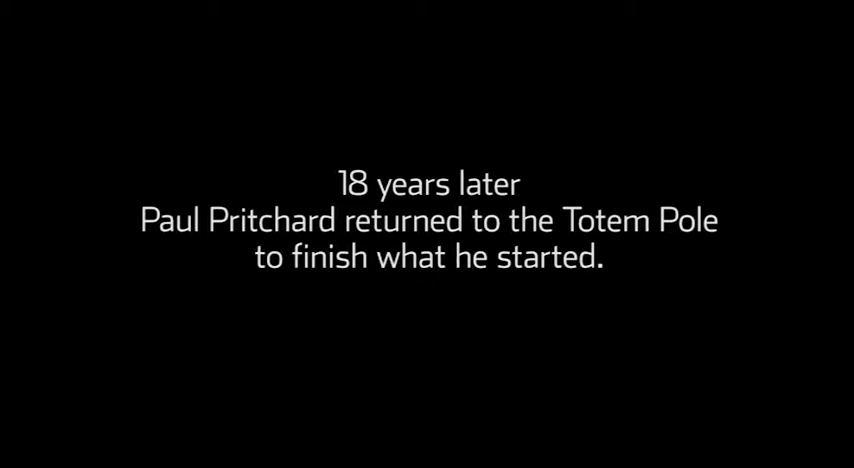 18 years later
Paul Pritchard returned to the Totem Pole
to finish what he started.